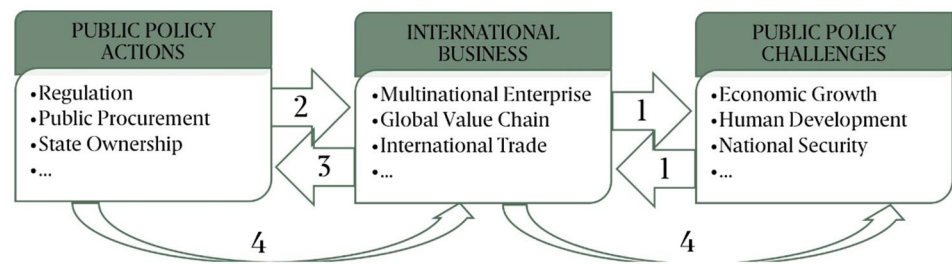 PUBLIC POLICY
ACTIONS
•Regulation
•Public Procurement
•State Ownership
•...
2
3
INTERNATIONAL
BUSINESS
•Multinational Enterprise
•Global Value Chain
•International Trade
•...
1
1
PUBLIC POLICY
CHALLENGES
•Economic Growth
•Human Development
•National Security
•...
4
4